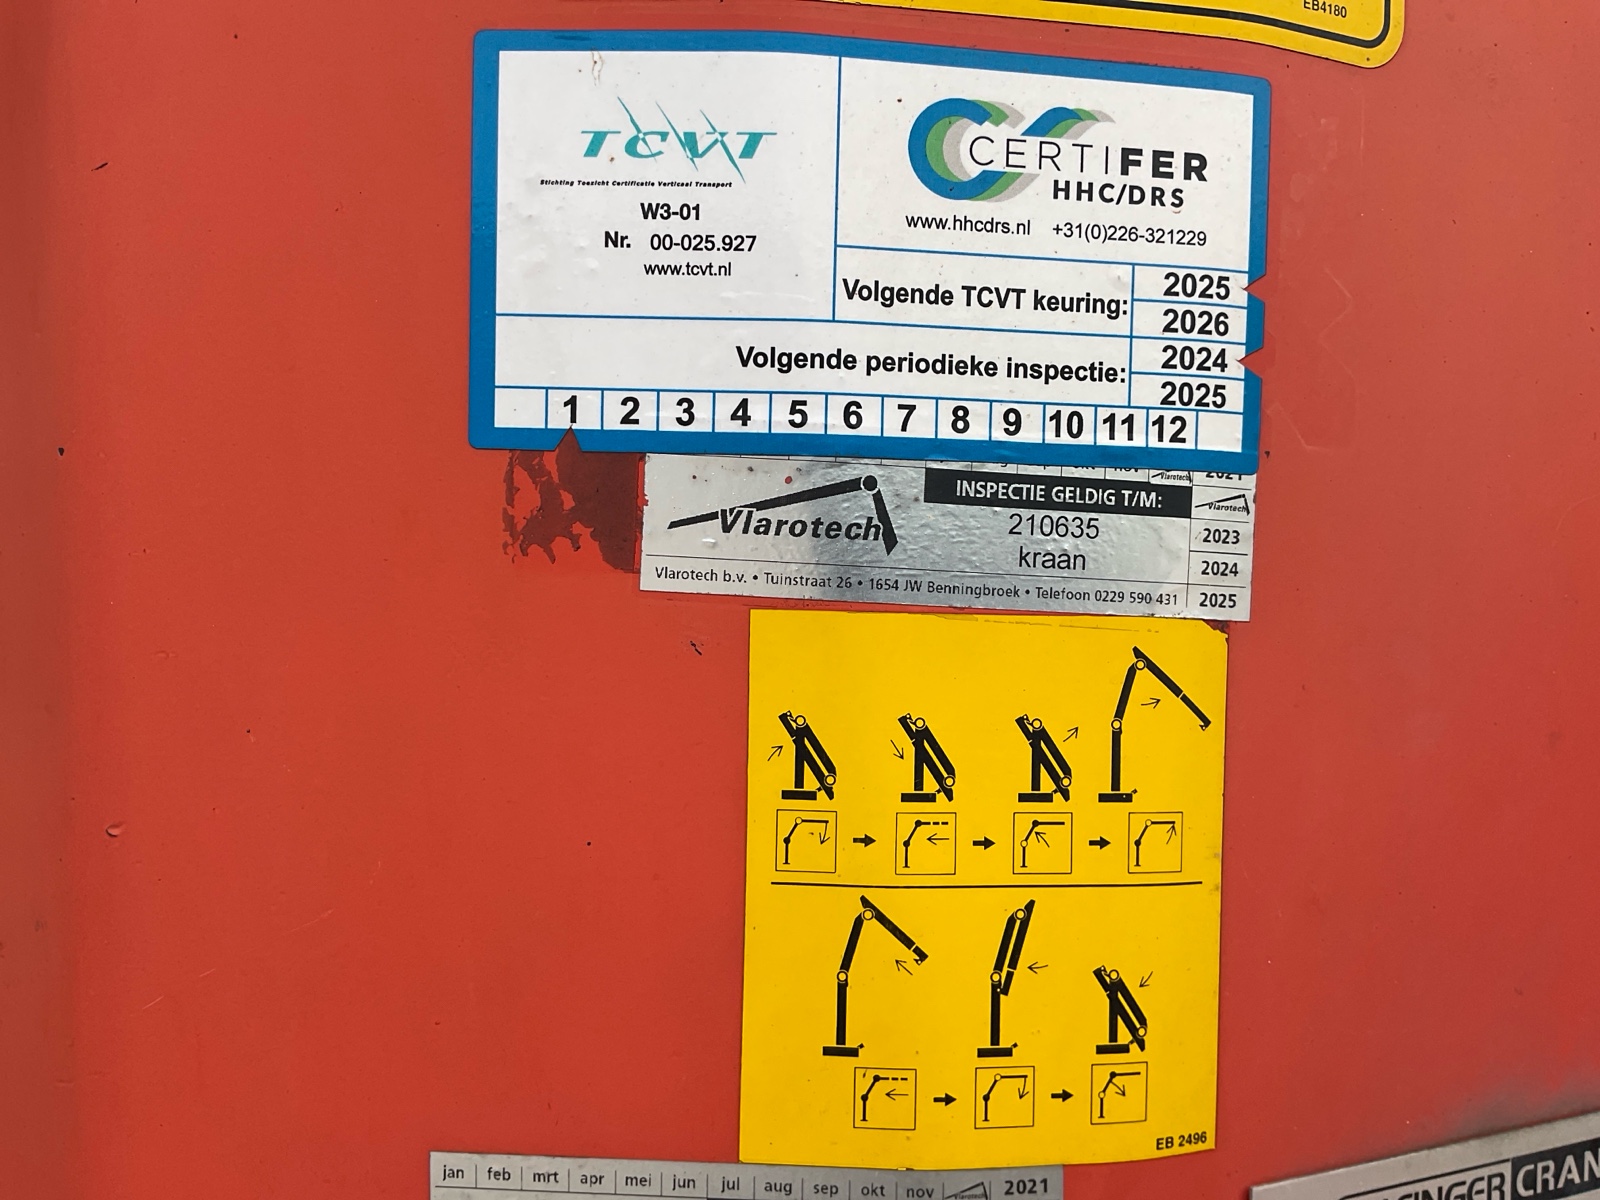 EB4180
TCVT
Stichting Toezicht Certificatie Verticaal Transport
W3-01
Nr. 00-025.927
www.tcvt.nl
CERTIFER
HHC/DRS
www.hhcdrs.nl +31(0)226-321229
Volgende TCVT keuring:
2025
2026
Volgende periodieke inspectie:
2024
2025
1 2 3 4 5 6 7 8 9 10 11 12
Vlarotech 2021
Vlarotech
INSPECTIE GELDIG T/M:
210635
kraan
Vlarotech
2023
2024
2025
Vlarotech b.v. • Tuinstraat 26 • 1654 JW Benningbroek • Telefoon 0229 590 431
EB 2496
jan feb mrt apr mei jun jul aug sep okt nov Vlarotech 2021
CRAN